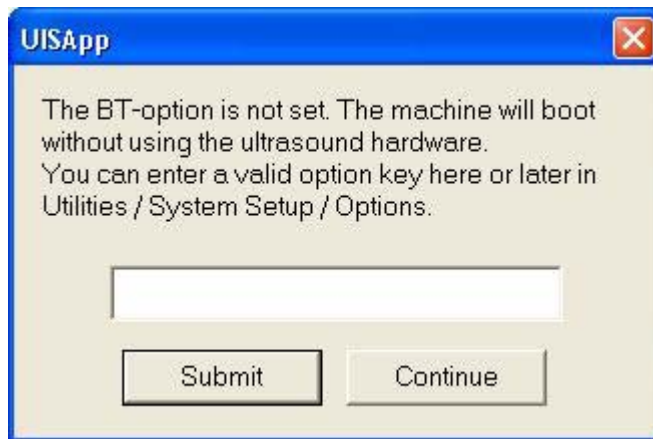 UISApp
The BT-option is not set. The machine will boot
without using the ultrasound hardware.
You can enter a valid option key here or later in
Utilities / System Setup / Options.
Submit
Continue